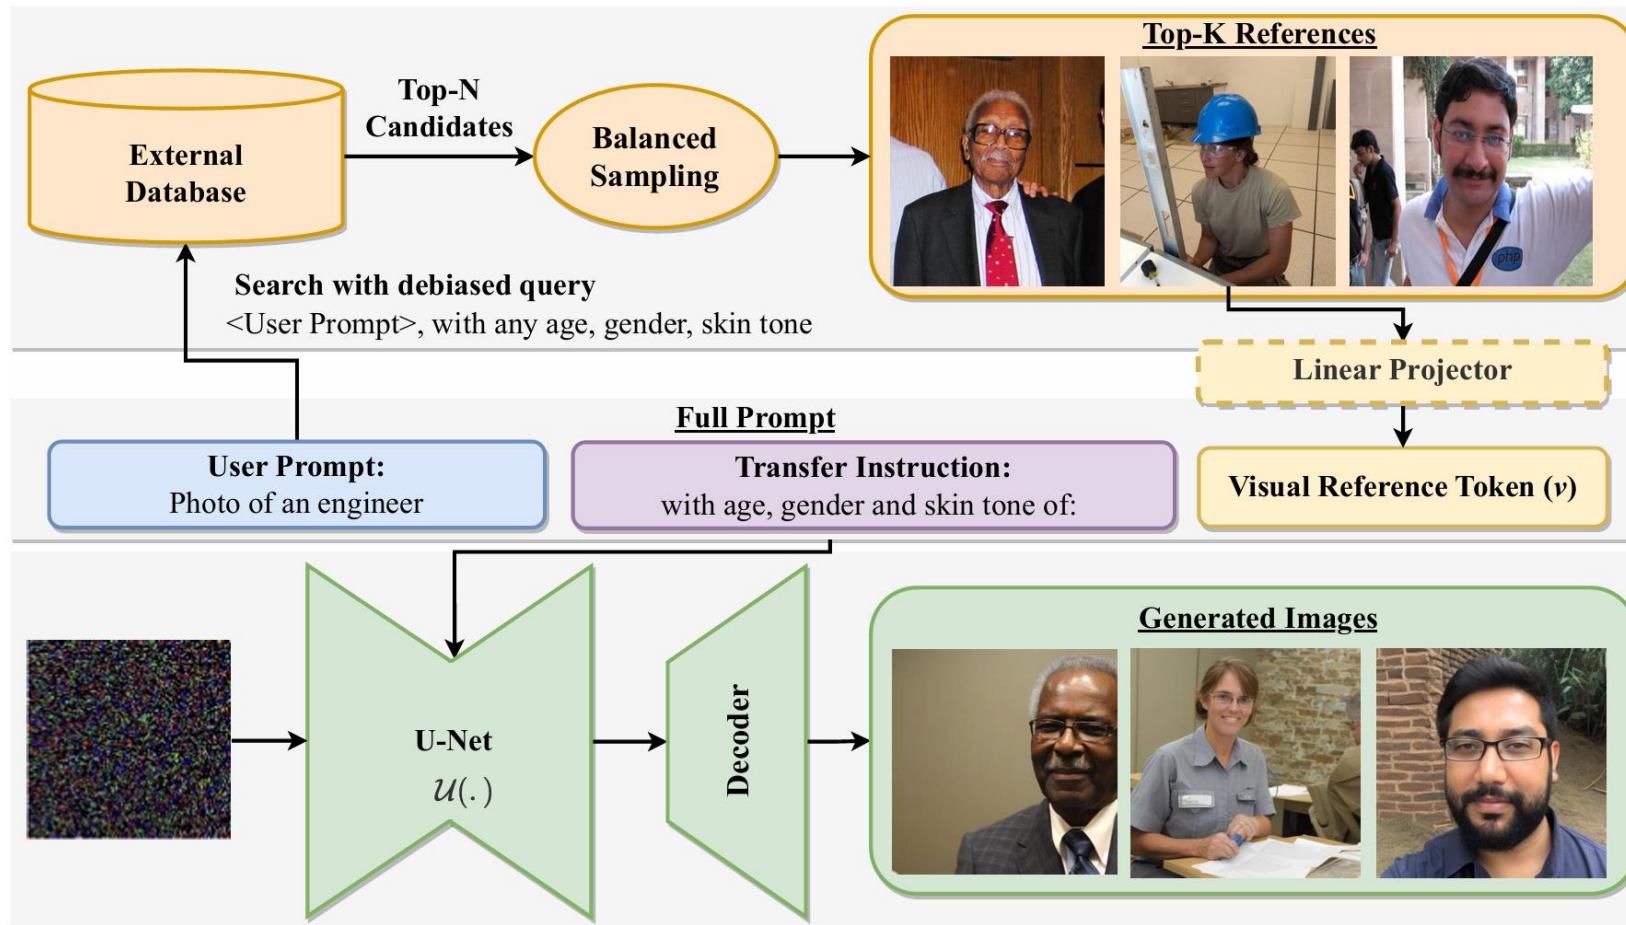 Top-K References
Top-N
Candidates
External
Database
Balanced
Sampling
php
Search with debiased query
<User Prompt>, with any age, gender, skin tone
Linear Projector
Full Prompt
User Prompt:
Photo of an engineer
Transfer Instruction:
with age, gender and skin tone of:
Visual Reference Token (v)
Generated Images
U-Net
𝒰(.)
Decoder